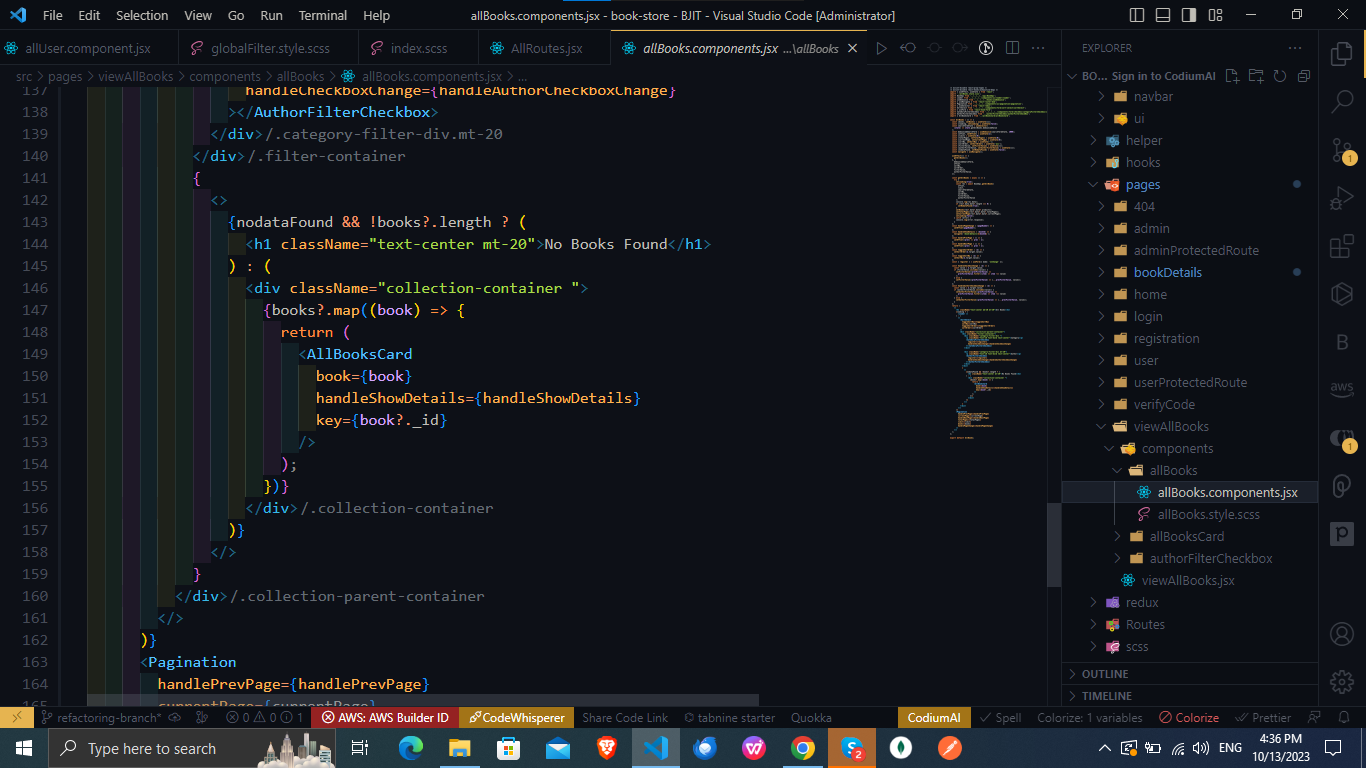 File Edit Selection View Go Run Terminal Help
allBooks.components.jsx - book-store - BJIT - Visual Studio Code [Administrator]
allUser.component.jsx
globalFilter.style.scss
index.scss
AllRoutes.jsx
allBooks.components.jsx ...\allBooks
src > pages > viewAllBooks > components > allBooks > allBooks.components.jsx > ...
137 handleCheckboxChange={handleAuthorCheckboxChange}
138 ></AuthorFilterCheckbox>
139 </div>/.category-filter-div.mt-20
140 </div>/.filter-container
141 {
142 <>
143 {nodataFound && !books?.length ? (
144 <h1 className="text-center mt-20">No Books Found</h1>
145 ) : (
146 <div className="collection-container ">
147 {books?.map((book) => {
148 return (
149 <AllBooksCard
150 book={book}
151 handleShowDetails={handleShowDetails}
152 key={book?._id}
153 />
154 );
155 })}
156 </div>/.collection-container
157 )}
158 </>
159 }
160 </div>/.collection-parent-container
161 </>
162 )}
163 <Pagination
164 handlePrevPage={handlePrevPage}
165 currentPage={currentPage}
EXPLORER
BO... Sign in to CodiumAI
navbar
ui
helper
hooks
pages
404
admin
adminProtectedRoute
bookDetails
home
login
registration
user
userProtectedRoute
verifyCode
viewAllBooks
components
allBooks
allBooks.components.jsx
allBooks.style.scss
allBooksCard
authorFilterCheckbox
viewAllBooks.jsx
redux
Routes
scss
OUTLINE
TIMELINE
1
B
aws
1
P
refactoring-branch* 0 0 1 AWS: AWS Builder ID CodeWhisperer Share Code Link tabnine starter Quokka CodiumAI Spell Colorize: 1 variables Colorize Prettier
Type here to search
2
ENG
4:36 PM
10/13/2023